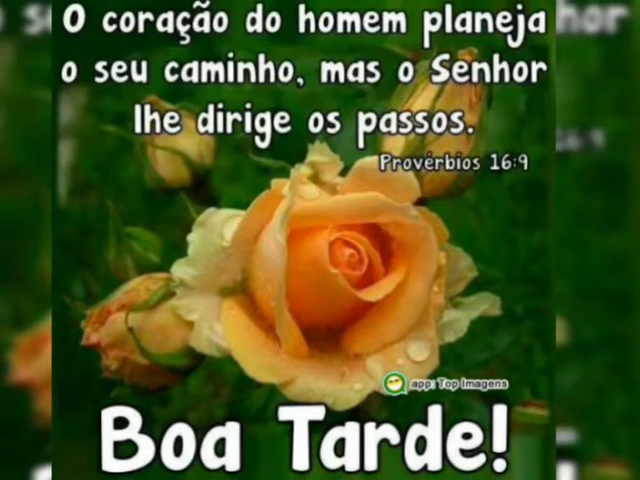 O coração do homem planeja
o seu caminho, mas o Senhor
lhe dirige os passos.
Provérbios 16:9
app: Top Imagens
Boa Tarde!